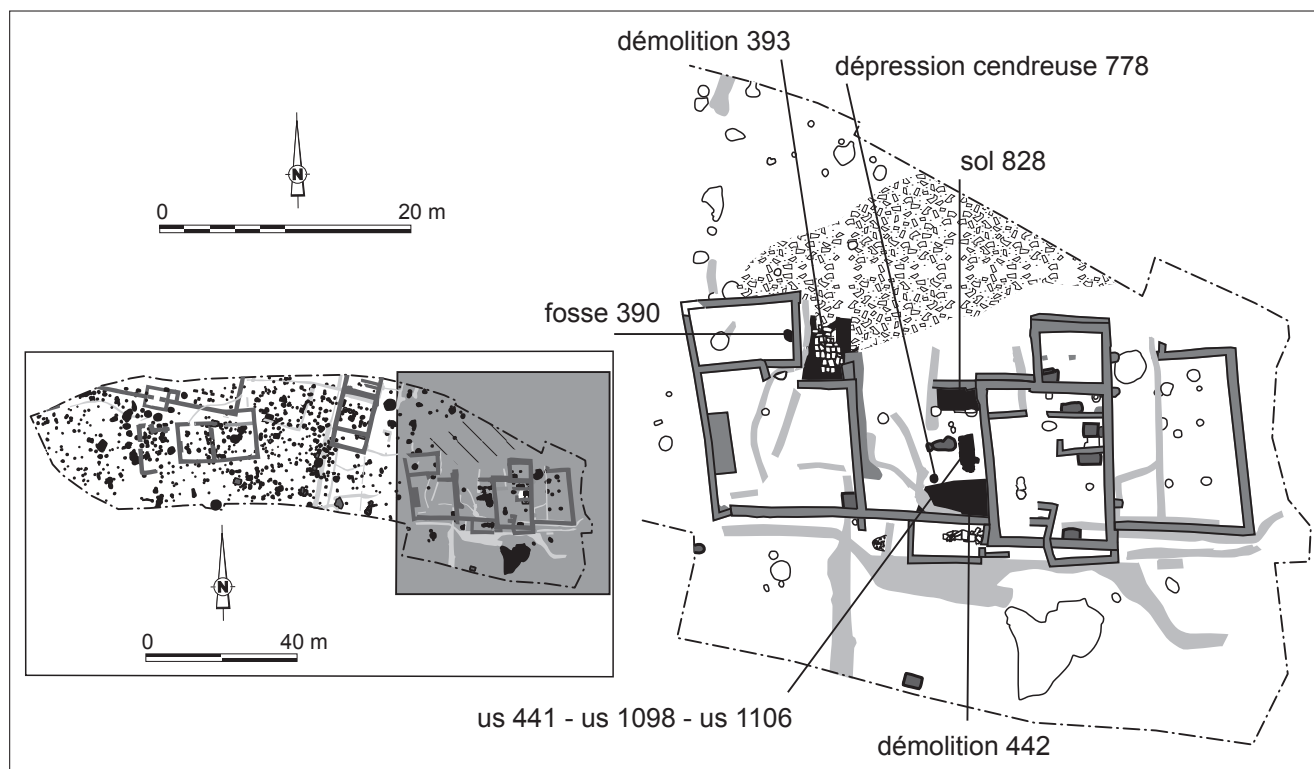 démolition 393
dépression cendreuse 778
sol 828
N
0 20 m
fosse 390
N
0 40 m
us 441 - us 1098 - us 1106
démolition 442